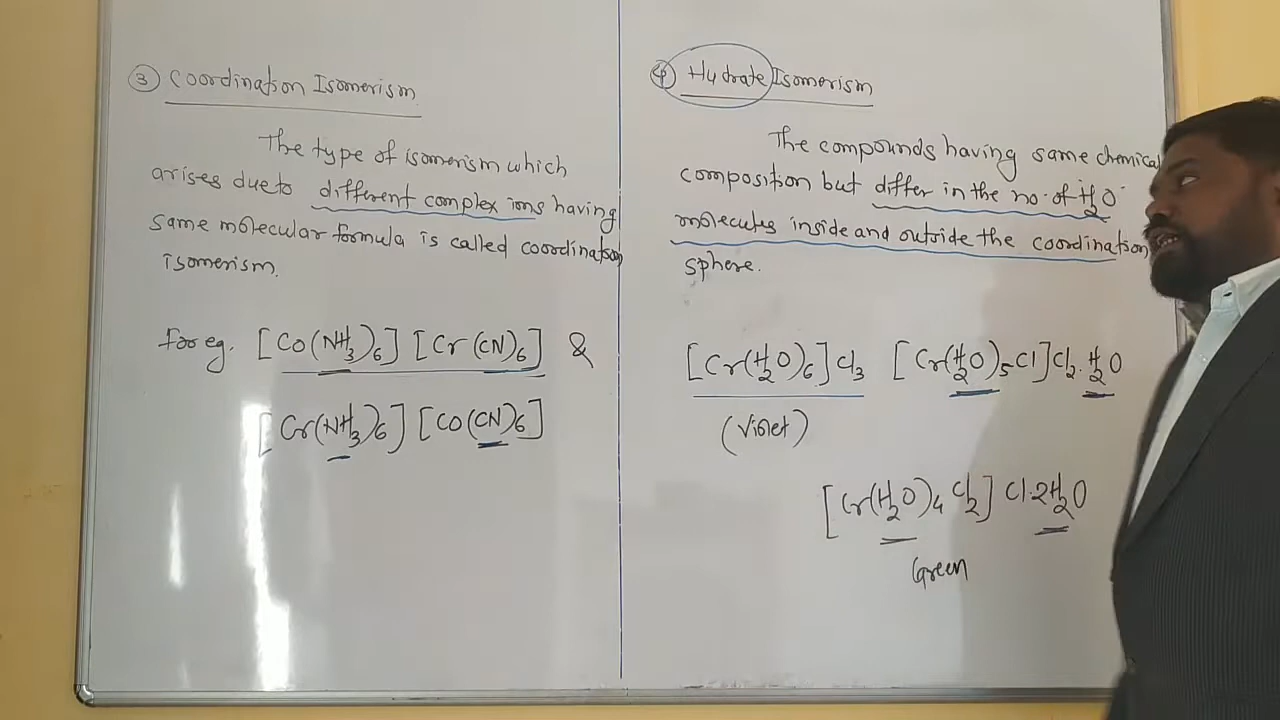 ③ Coordination Isomerism
The type of isomerism which
arises due to different complex ions having
same molecular formula is called coordination
isomerism.
For eg. [Co(NH₃)₆] [Cr(CN)₆] &
[Cr(NH₃)₆] [Co(CN)₆]
④ Hydrate Isomerism
The compounds having same chemical
composition but differ in the no. of H₂O
molecules inside and outside the coordination
sphere.
[Cr(H₂O)₆]Cl₃ [Cr(H₂O)₅Cl]Cl₂.H₂O
(Violet)
[Cr(H₂O)₄Cl₂]Cl.2H₂O
Green